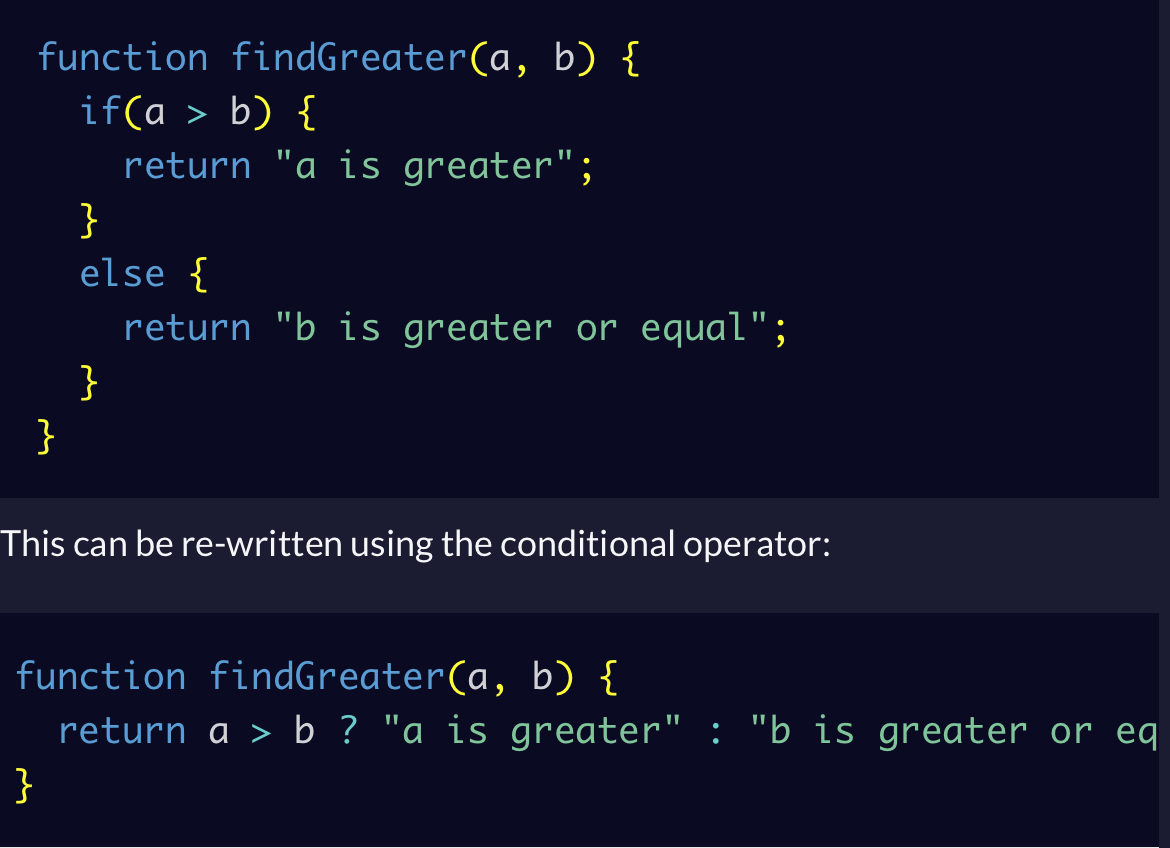 function findGreater(a, b) {
  if(a > b) {
    return "a is greater";
  }
  else {
    return "b is greater or equal";
  }
}
This can be re-written using the conditional operator:
function findGreater(a, b) {
  return a > b ? "a is greater" : "b is greater or eq
}